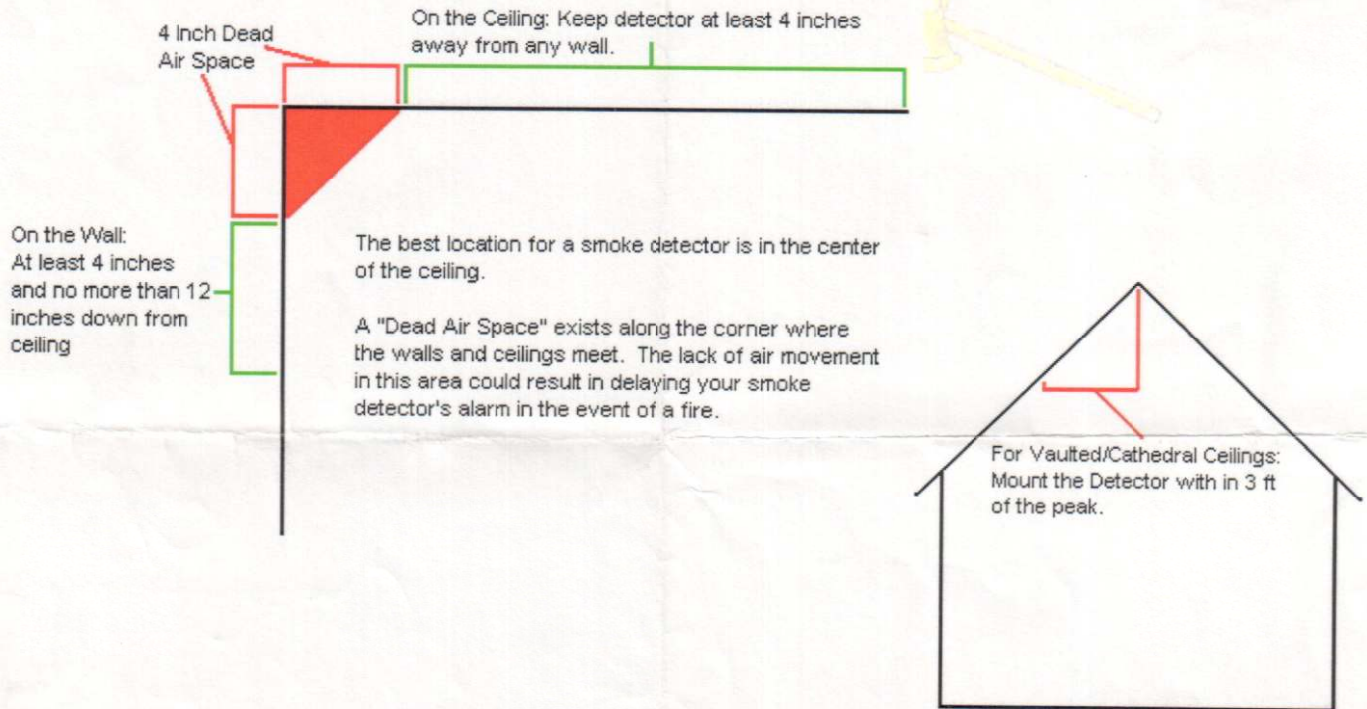 4 Inch Dead
Air Space
On the Ceiling: Keep detector at least 4 inches
away from any wall.
On the Wall:
At least 4 inches
and no more than 12
inches down from
ceiling
The best location for a smoke detector is in the center
of the ceiling.
A "Dead Air Space" exists along the corner where
the walls and ceilings meet. The lack of air movement
in this area could result in delaying your smoke
detector's alarm in the event of a fire.
For Vaulted/Cathedral Ceilings:
Mount the Detector with in 3 ft
of the peak.